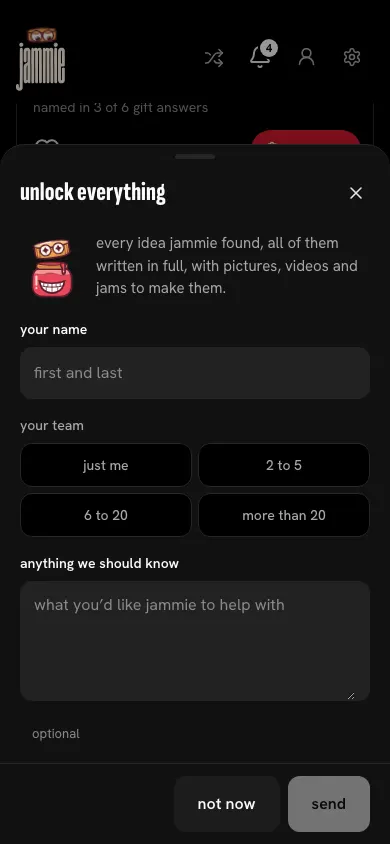 jammie
4
named in 3 of 6 gift answers
unlock everything
every idea jammie found, all of them
written in full, with pictures, videos and
jams to make them.
your name
first and last
your team
just me
2 to 5
6 to 20
more than 20
anything we should know
what you’d like jammie to help with
optional
not now
send